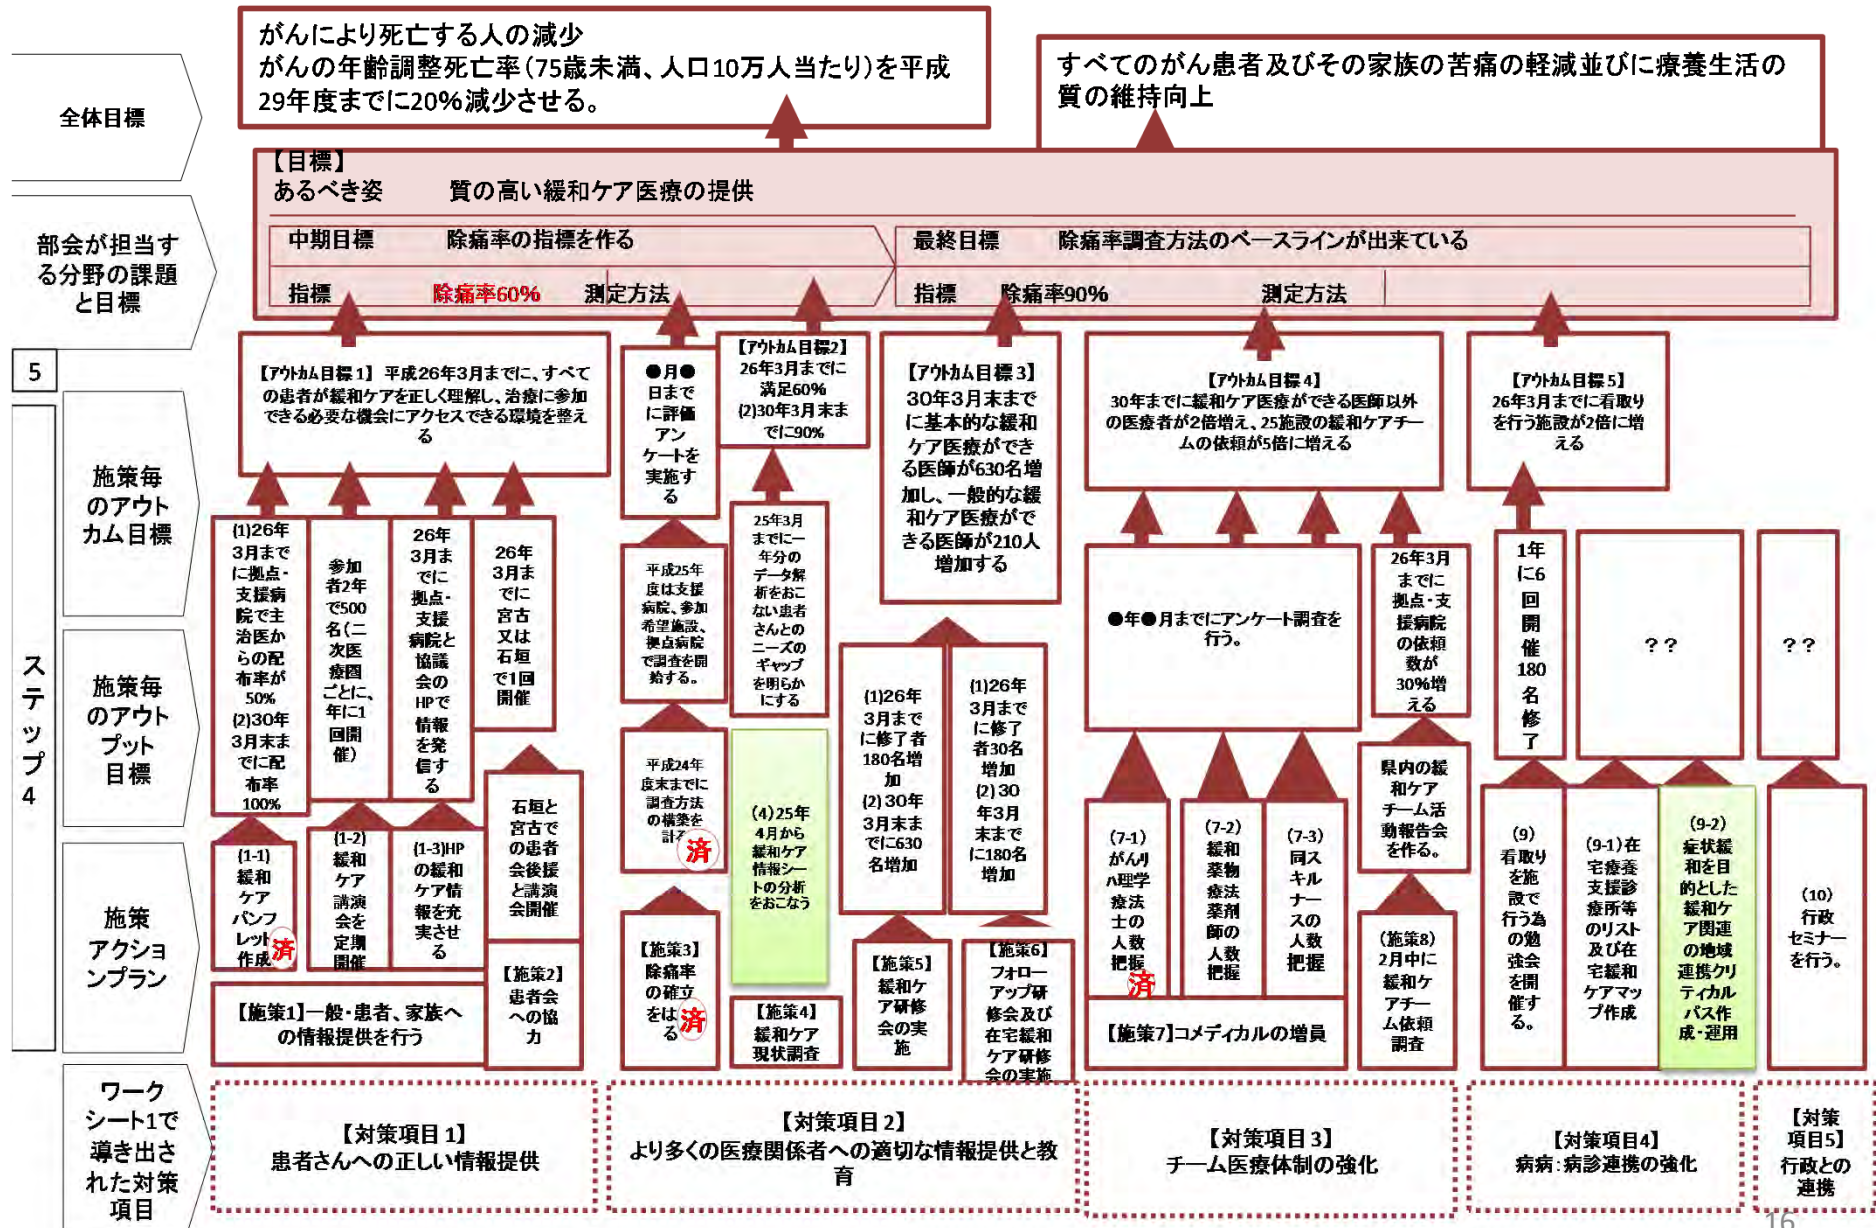 全体目標
がんにより死亡する人の減少
がんの年齢調整死亡率(75歳未満、人口10万人当たり)を平成
29年度までに20%減少させる。
すべてのがん患者及びその家族の苦痛の軽減並びに療養生活の
質の維持向上
部会が担当す
る分野の課題
と目標
【目標】
あるべき姿 質の高い緩和ケア医療の提供
中期目標 除痛率の指標を作る
最終目標 除痛率調査方法のベースラインが出来ている
指標 除痛率60% 測定方法
指標 除痛率90% 測定方法
5
ステップ4
施策毎
のアウト
カム目標
【アウトカム目標1】 平成26年3月までに、すべて
の患者が緩和ケアを正しく理解し、治療に参加
できる必要な機会にアクセスできる環境を整え
る
●月●
日まで
に評価
アン
ケートを
実施す
る
【アウトカム目標2】
26年3月までに
満足60%
(2)30年3月末ま
でに90%
【アウトカム目標3】
30年3月末まで
に基本的な緩和
ケア医療ができ
る医師が630名増
加し、一般的な緩
和ケア医療がで
きる医師が210人
増加する
【アウトカム目標4】
30年までに緩和ケア医療ができる医師以外
の医療者が2倍増え、25施設の緩和ケアチー
ムの依頼が5倍に増える
【アウトカム目標5】
26年3月までに看取り
を行う施設が2倍に増
える
施策毎
のアウト
プット
目標
(1)26年
3月まで
に拠点・
支援病
院で主
治医か
らの配
布率が
50%
(2)30年
3月末ま
でに配
布率
100%
参加
者2年
で500
名(二
次医
療圏
ごとに、
年に1
回開
催)
26年
3月ま
でに
拠点・
支援
病院と
協議
会の
HPで
情報
を発
信す
る
26年
3月ま
でに
宮古
又は
石垣
で1回
開催
平成25年
度は支援
病院、参加
希望施設、
拠点病院
で調査を開
始する。
25年3月
までに一
年分の
データ解
析をおこ
ない患者
さんとの
ニーズの
ギャップ
を明らか
にする
(1)26年
3月まで
に修了者
180名増
加
(2)30年
3月末ま
でに630
名増加
(1)26年
3月まで
に修了
者30名
増加
(2)30
年3月
末まで
に180名
増加
●年●月までにアンケート調査を
行う。
26年3月
までに
拠点・支
援病院
の依頼
数が
30%増
える
1年
に6
回
開
催
180
名
修
了
??
??
施策
アクショ
ンプラン
(1-1)
緩和
ケア
パンフ
レット
作成
済
(1-2)
緩和
ケア
講演
会を
定期
開催
(1-3)HP
の緩和
ケア情
報を充
実させ
る
石垣と
宮古で
の患者
会後援
と講演
会開催
【施策1】一般・患者、家族へ
の情報提供を行う
【施策2】
患者会
への協
力
平成24年
度末までに
調査方法
の構築を
計る
済
【施策3】
除痛率
の確立
をはる
済
(4)25年
4月から
緩和ケア
情報シー
トの分析
をおこなう
【施策4】
緩和ケア
現状調査
【施策5】
緩和ケ
ア研修
会の実
施
【施策6】
フォロー
アップ研
修会及び
在宅緩和
ケア研修
会の実施
(7-1)
がんリ
ハ理学
療法
士の
人数
把握
済
(7-2)
緩和
薬物
療法
薬剤
師の
人数
把握
(7-3)
同ス
キル
ナー
スの
人数
把握
【施策7】コメディカルの増員
県内の緩
和ケア
チーム活
動報告会
を作る。
(施策8)
2月中に
緩和ケ
アチー
ム依頼
調査
(9)
看取り
を施
設で
行う為
の勉
強会
を開
催す
る。
(9-1)在
宅療養
支援診
療所等
のリスト
及び在
宅緩和
ケアマッ
プ作成
(9-2)
症状緩
和を目
的とした
緩和ケ
ア関連
の地域
連携クリ
ティカル
パス作
成・運用
(10)
行政
セミナー
を行う。
ワーク
シート1で
導き出さ
れた対策
項目
【対策項目1】
患者さんへの正しい情報提供
【対策項目2】
より多くの医療関係者への適切な情報提供と教
育
【対策項目3】
チーム医療体制の強化
【対策項目4】
病病:病診連携の強化
【対策
項目5】
行政との
連携
16